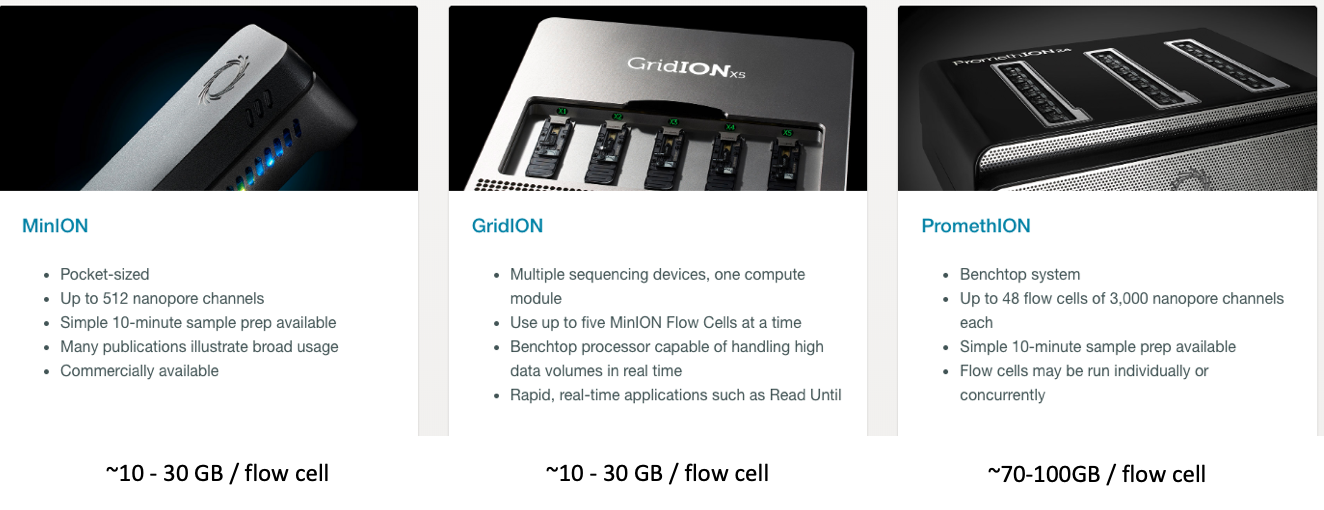 GridION X5
X1
X2
X3
X4
X5
PromethION 24
MinION
• Pocket-sized
• Up to 512 nanopore channels
• Simple 10-minute sample prep available
• Many publications illustrate broad usage
• Commercially available
~10 - 30 GB / flow cell
GridION
• Multiple sequencing devices, one compute
module
• Use up to five MinION Flow Cells at a time
• Benchtop processor capable of handling high
data volumes in real time
• Rapid, real-time applications such as Read Until
~10 - 30 GB / flow cell
PromethION
• Benchtop system
• Up to 48 flow cells of 3,000 nanopore channels
each
• Simple 10-minute sample prep available
• Flow cells may be run individually or
concurrently
~70-100GB / flow cell